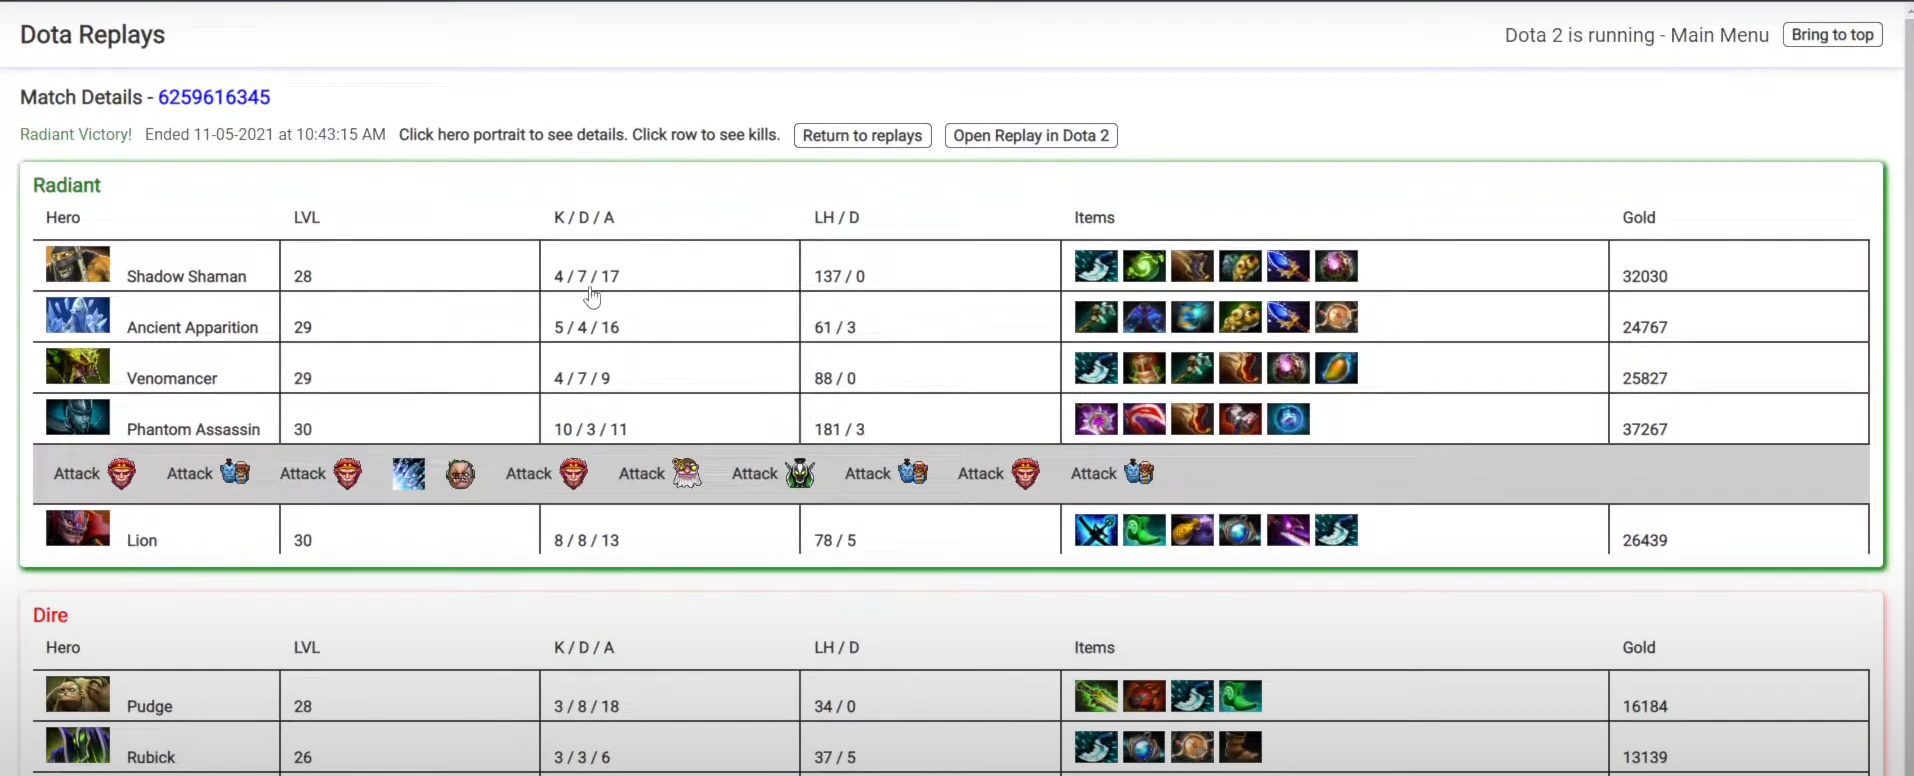 Dota Replays Dota 2 is running - Main Menu Bring to top
Match Details - 6259616345
Radiant Victory! Ended 11-05-2021 at 10:43:15 AM Click hero portrait to see details. Click row to see kills. Return to replays Open Replay in Dota 2
Radiant
Hero LVL K / D / A LH / D Items Gold
Shadow Shaman 28 4 / 7 / 17 137 / 0 32030
Ancient Apparition 29 5 / 4 / 16 61 / 3 24767
Venomancer 29 4 / 7 / 9 88 / 0 25827
Phantom Assassin 30 10 / 3 / 11 181 / 3 37267
Attack Attack Attack Attack Attack Attack Attack Attack Attack
Lion 30 8 / 8 / 13 78 / 5 26439
Dire
Hero LVL K / D / A LH / D Items Gold
Pudge 28 3 / 8 / 18 34 / 0 16184
Rubick 26 3 / 3 / 6 37 / 5 13139